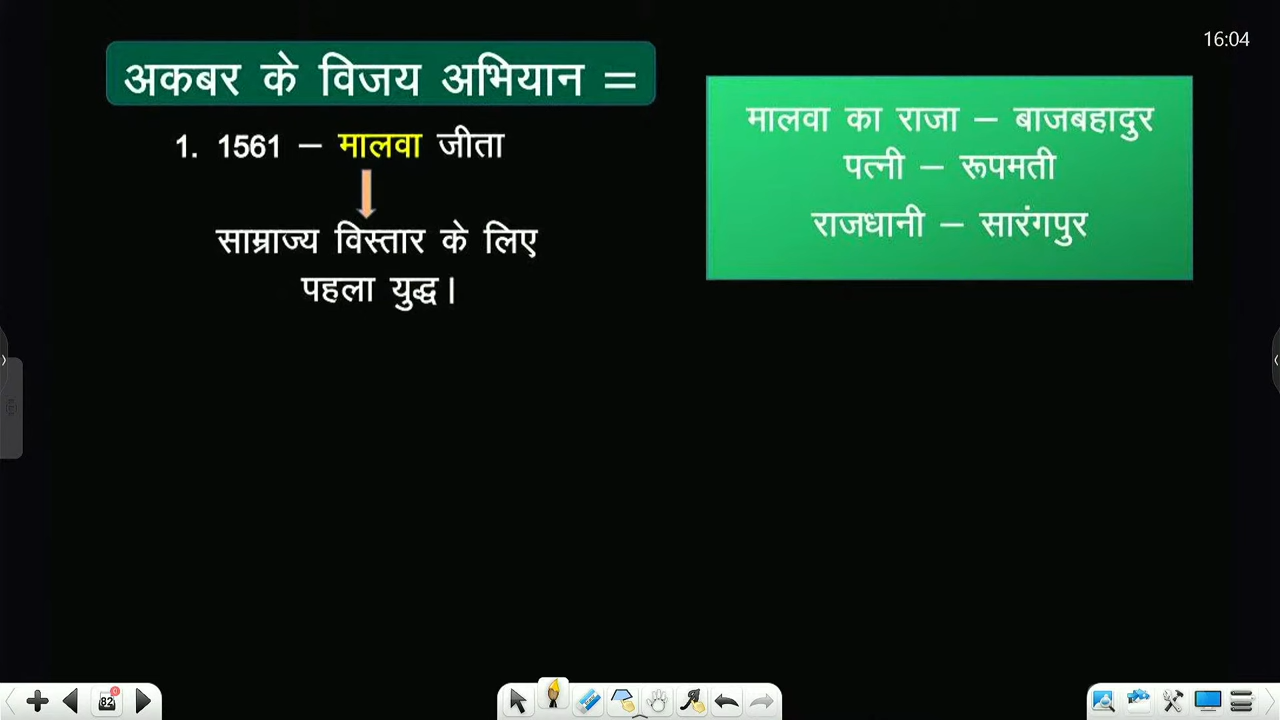 16:04
अकबर के विजय अभियान =
1. 1561 – मालवा जीता
साम्राज्य विस्तार के लिए
पहला युद्ध।
मालवा का राजा – बाजबहादुर
पत्नी – रूपमती
राजधानी – सारंगपुर
82